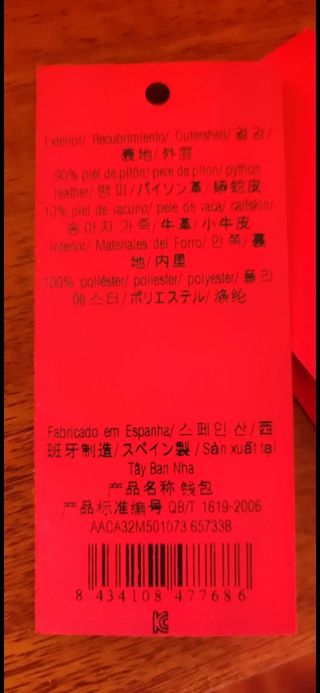 Exterior/ Recubrimiento/ Outershell/ 겉감/
表地/外层
90% piel de pitón/ pele de piton/ python
leather/ 뱀피/パイソン革/ 蟒蛇皮
10% piel de vacuno/ pele de vaca/ calfskin/
송아지 가죽/牛革/小牛皮
Interior/ Materiales del Forro/ 안쪽/ 裏
地/内里
100% poliéster/ poliester/ polyester/ 폴리
에스터/ポリエステル/ 涤纶
Fabricado em Espanha/ 스페인 산/ 西
班牙制造/スペイン製 /Sản xuất tại
Tây Ban Nha
产品名称 钱包
产品标准编号 QB/T 1619-2006
AACA32M501073 657338
8 434108 477686